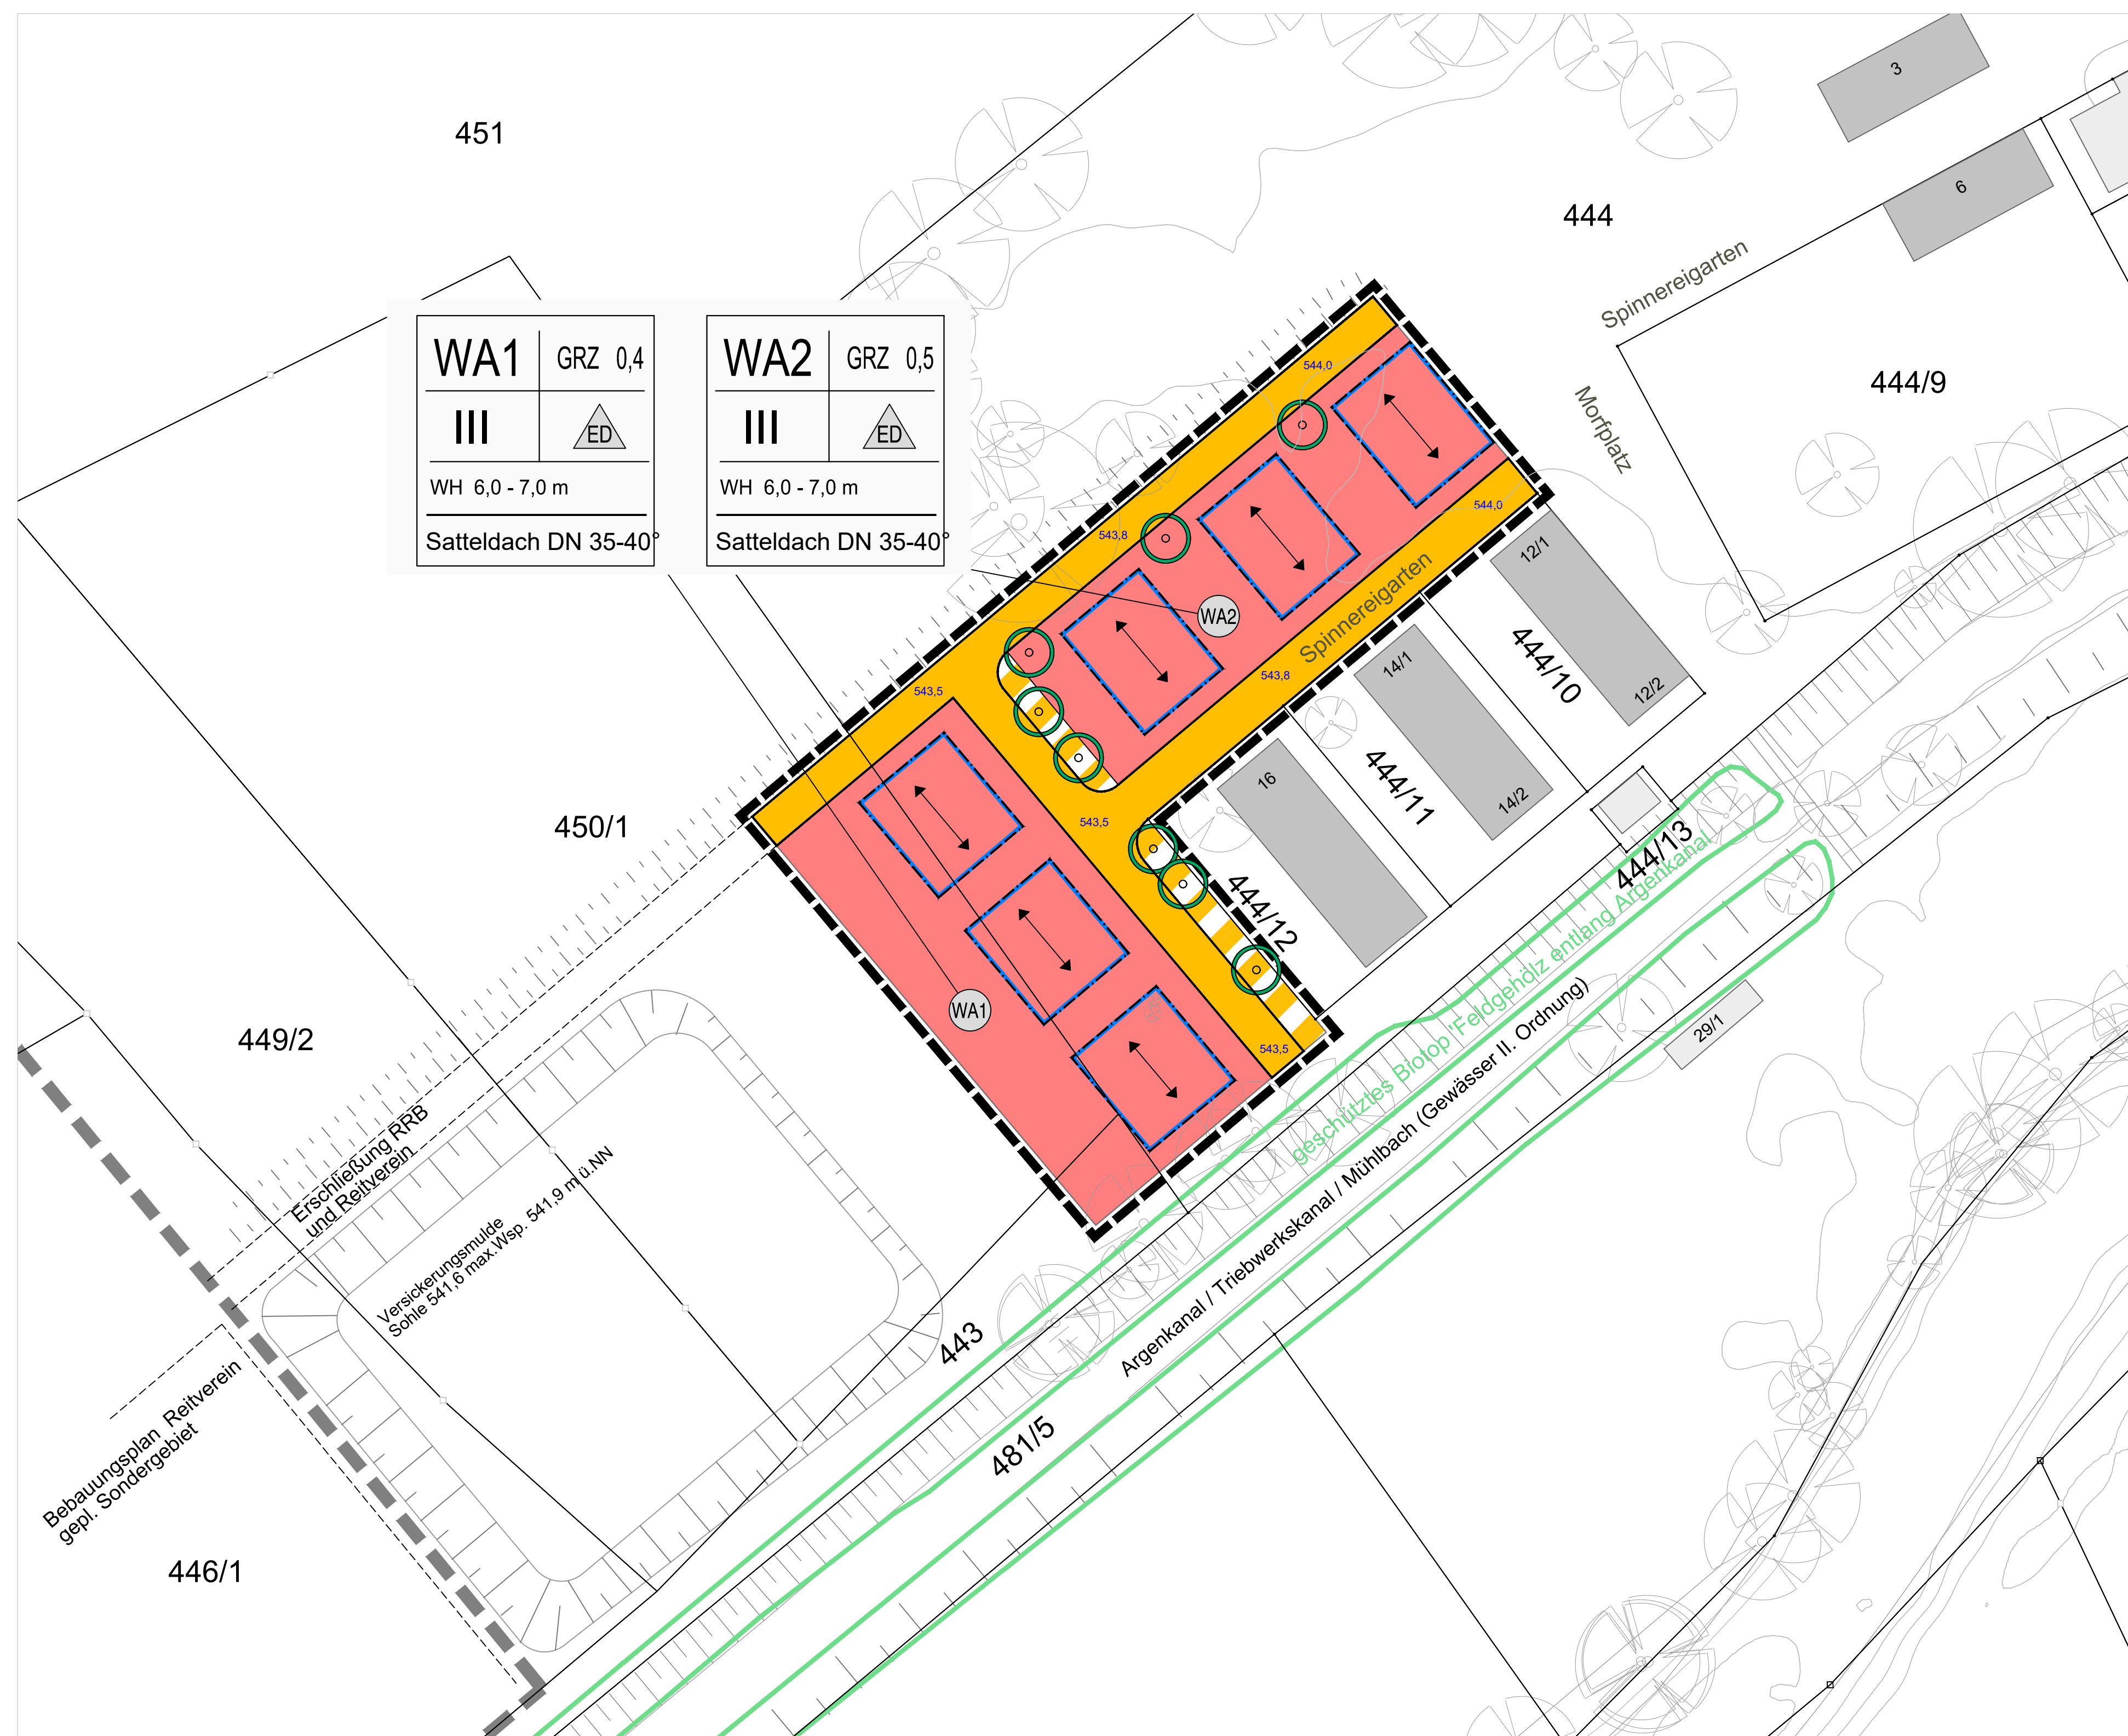 3
451
6
444
Spinnereigarten
WA1
GRZ 0,4
III
ED
WH 6,0 - 7,0 m
Satteldach DN 35-40°
WA2
GRZ 0,5
III
ED
WH 6,0 - 7,0 m
Satteldach DN 35-40°
544,0
444/9
Morfplatz
544,0
543,8
12/1
Spinnereigarten
WA2
14/1
444/10
543,8
12/2
543,5
16
444/11
14/2
450/1
543,5
444/13
444/12
WA1
449/2
543,5
29/1
geschütztes Biotop 'Feldgehölz entlang Argenkanal
Argenkanal / Triebwerkskanal / Mühlbach (Gewässer II. Ordnung)
Erschließung RRB
und Reitverein
Versickerungsmulde
Sohle 541,6 max.Wsp. 541,9 m ü.NN
443
481/5
Bebauungsplan Reitverein
gepl. Sondergebiet
446/1